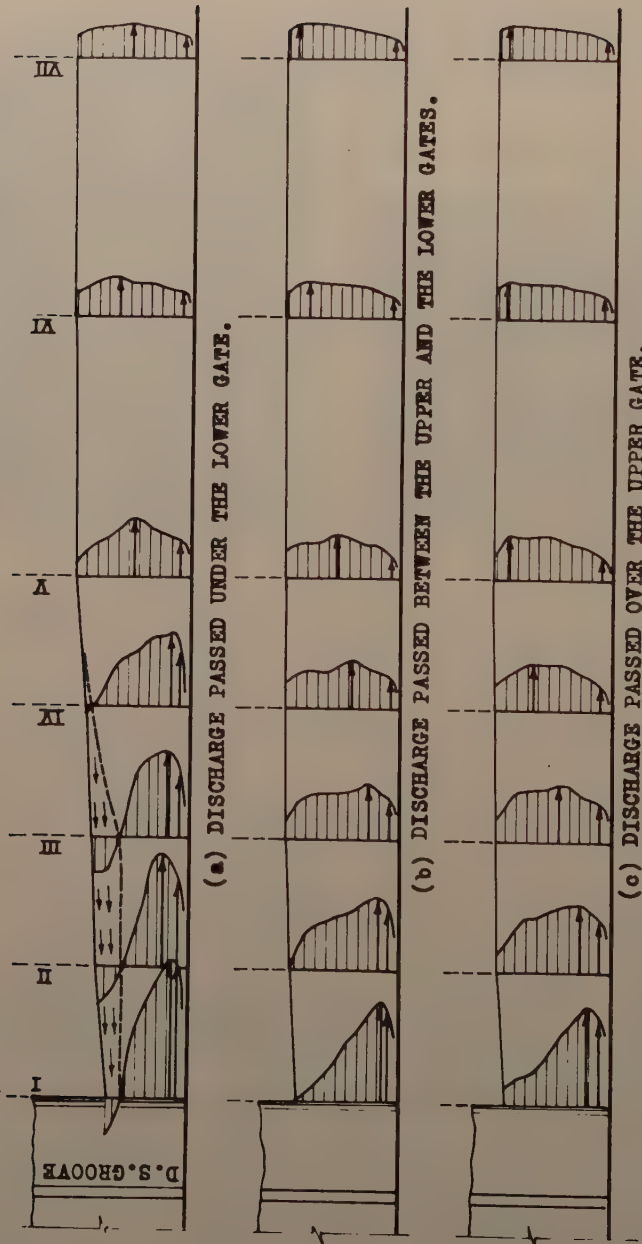 D.S.GROOVE
I
II
III
IV
V
VI
VII
(a) DISCHARGE PASSED UNDER THE LOWER GATE.
(b) DISCHARGE PASSED BETWEEN THE UPPER AND THE LOWER GATES.
(c) DISCHARGE PASSED OVER THE UPPER GATE.